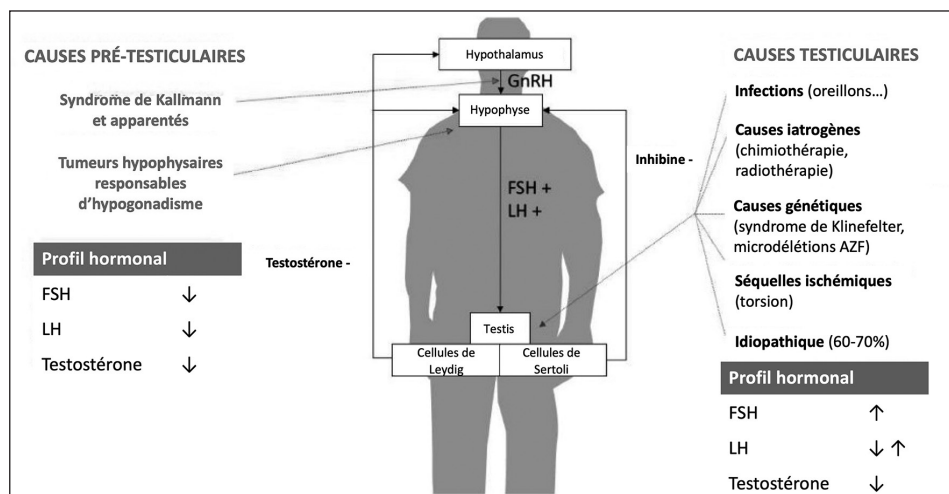 CAUSES PRÉ-TESTICULAIRES
Syndrome de Kallmann
et apparentés
Tumeurs hypophysaires
responsables
d'hypogonadisme
Profil hormonal
FSH ↓
LH ↓
Testostérone ↓
Hypothalamus
GnRH
Hypophyse
Inhibine -
FSH +
LH +
Testostérone -
Testis
Cellules de
Leydig
Cellules de
Sertoli
CAUSES TESTICULAIRES
Infections (oreillons…)
Causes iatrogènes
(chimiothérapie,
radiothérapie)
Causes génétiques
(syndrome de Klinefelter,
microdélétions AZF)
Séquelles ischémiques
(torsion)
Idiopathique (60-70%)
Profil hormonal
FSH ↑
LH ↓ ↑
Testostérone ↓